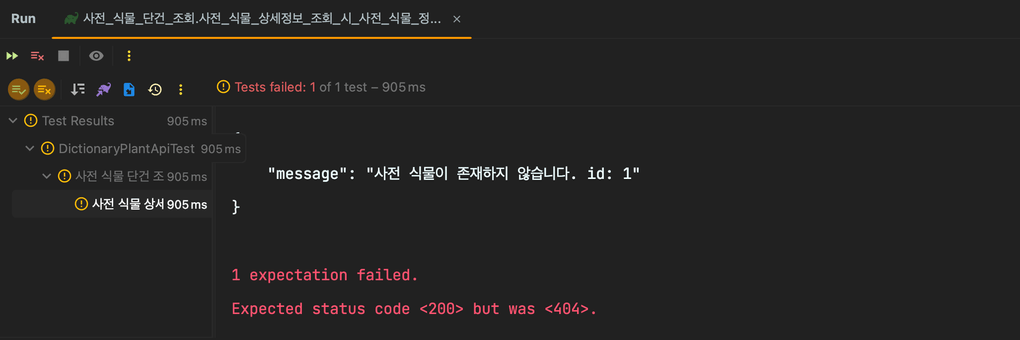 Run
사전_식물_단건_조회.사전_식물_상세정보_조회_시_사전_식물_정...
Tests failed: 1 of 1 test – 905 ms
Test Results 905 ms
DictionaryPlantApiTest 905 ms
사전 식물 단건 조 905 ms
사전 식물 상사 905 ms
"message": "사전 식물이 존재하지 않습니다. id: 1"
}
1 expectation failed.
Expected status code <200> but was <404>.